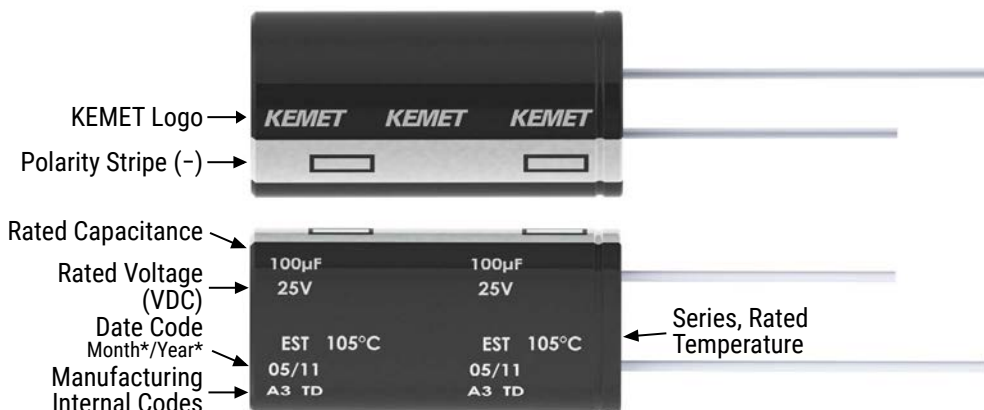 KEMET Logo
KEMET KEMET KEMET
Polarity Stripe (−)
Rated Capacitance
100µF 100µF
Rated Voltage
(VDC)
25V 25V
Date Code
Month*/Year*
EST 105°C EST 105°C
05/11 05/11
Manufacturing
Internal Codes
A3 TD A3 TD
Series, Rated
Temperature